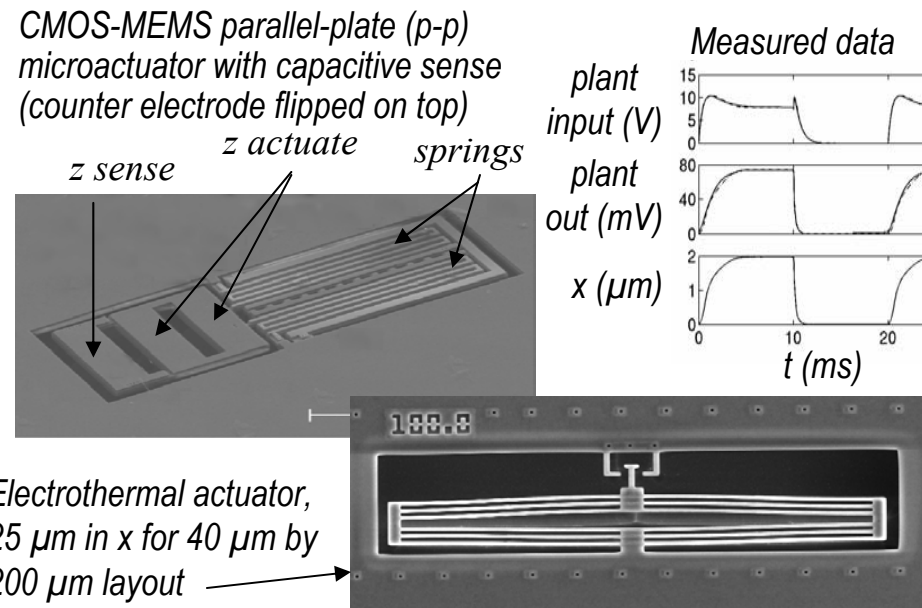 CMOS-MEMS parallel-plate (p-p)
microactuator with capacitive sense
(counter electrode flipped on top)
z sense
z actuate
springs
Measured data
plant
input (V)
15
10
5
0
plant
out (mV)
80
40
0
x (µm)
2
1
0
0
10
20
t (ms)
100.0
Electrothermal actuator,
25 µm in x for 40 µm by
200 µm layout